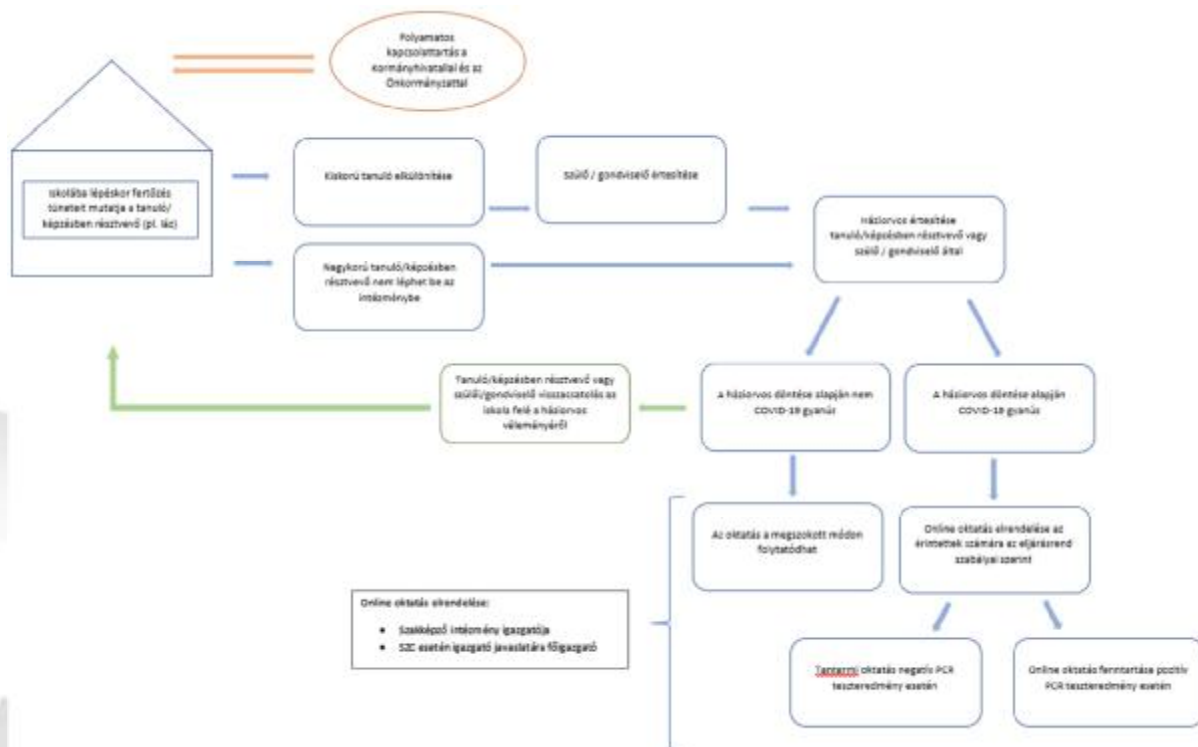 Folyamatos
kapcsolattartás a
Kormányhivatallal és az
Önkormányzattal
Iskolába lépéskor fertőzés
tüneteit mutatja a tanuló/
képzésben résztvevő (pl. láz)
Kiskorú tanuló elkülönítése
Szülő / gondviselő értesítése
Nagykorú tanuló/képzésben
résztvevő nem léphet be az
intézménybe
Háziorvos értesítése
tanuló/képzésben résztvevő vagy
szülő / gondviselő által
Tanuló/képzésben résztvevő vagy
szülői/gondviselő visszacsatolás az
iskola felé a háziorvos
véleményéről
A háziorvos döntése alapján nem
COVID-19 gyanús
A háziorvos döntése alapján
COVID-19 gyanús
Az oktatás a megszokott módon
folytatódhat
Online oktatás elrendelése az
érintettek számára az eljárásrend
szabályai szerint
Online oktatás elrendelése:
• Szakképző intézmény igazgatója
• SZC esetén igazgató javaslatára főigazgató
Tantermi oktatás negatív PCR
teszteredmény esetén
Online oktatás fenntartása pozitív
PCR teszteredmény esetén